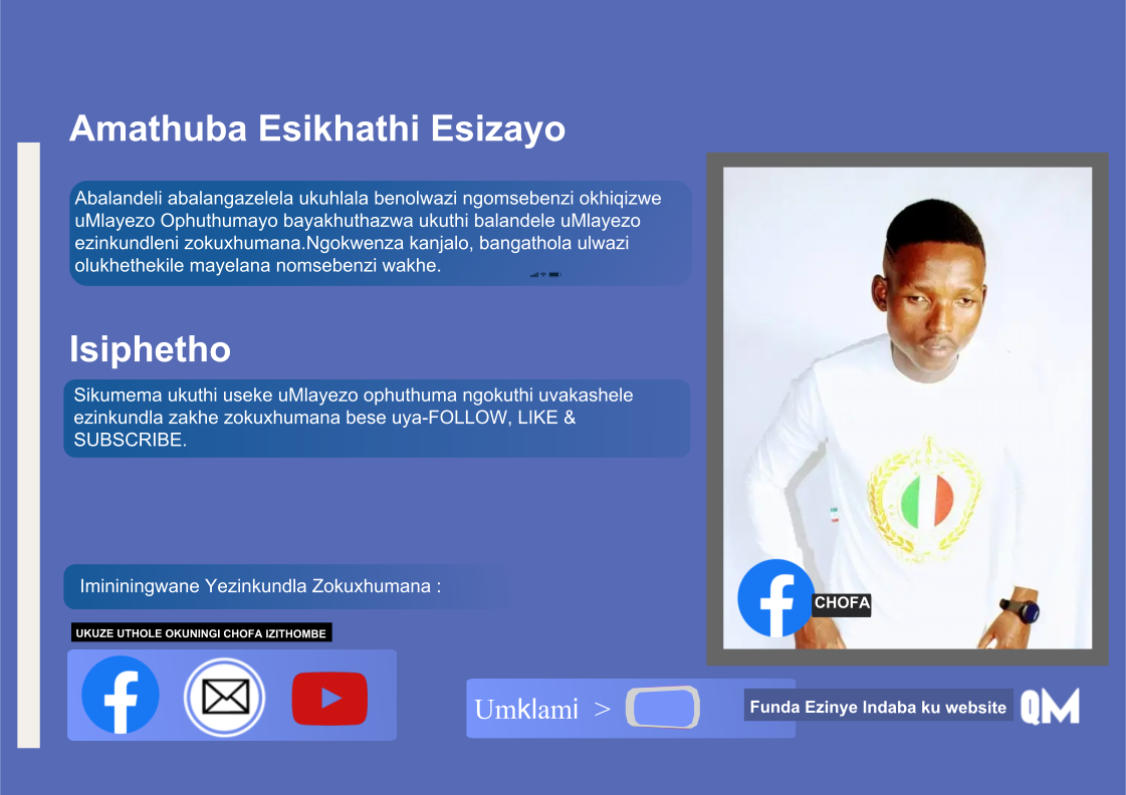 Amathuba Esikhathi Esizayo
Abalandeli abalangazelela ukuhlala benolwazi ngomsebenzi okhiqizwe
uMlayezo Ophuthumayo bayakhuthazwa ukuthi balandele uMlayezo
ezinkundleni zokuxhumana.Ngokwenza kanjalo, bangathola ulwazi
olukhethekile mayelana nomsebenzi wakhe.
Isiphetho
Sikumema ukuthi useke uMlayezo ophuthuma ngokuthi uvakashele
ezinkundla zakhe zokuxhumana bese uya-FOLLOW, LIKE &
SUBSCRIBE.
Imininingwane Yezinkundla Zokuxhumana :
UKUZE UTHOLE OKUNINGI CHOFA IZITHOMBE
CHOFA
Umklami >
Funda Ezinye Indaba ku website
QM